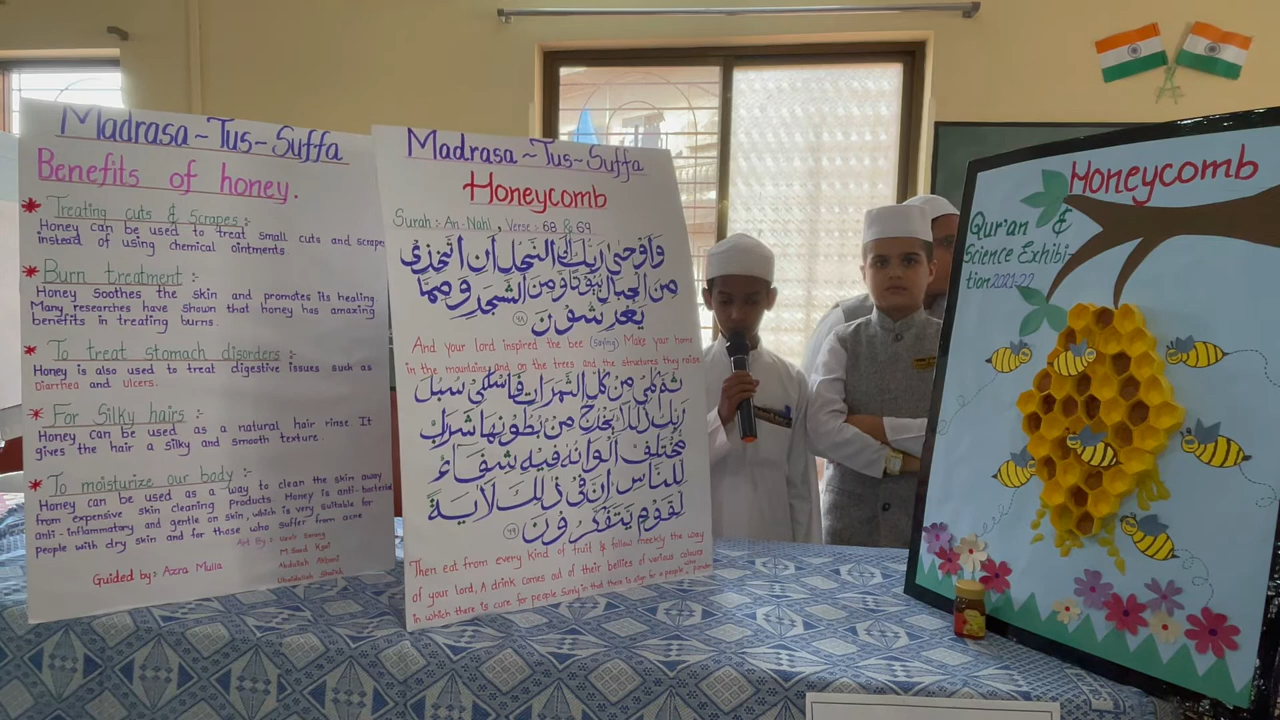 Madrasa~Tus~Suffa
Benefits of honey.
Treating cuts & Scrapes :-
Honey can be used to treat small cuts and scrapes
instead of using chemical ointments.
Burn treatment :-
Honey Soothes the skin and promotes its healing.
Many researches have shown that honey has amazing
benefits in treating burns.
To treat stomach disorders :-
Honey is also used to treat digestive issues such as
Diarrhea and Ulcers.
For Silky hairs :-
Honey can be used as a natural hair rinse It
gives the hair a silky and smooth texture.
To moisturize our body :-
Honey can be used as a way to clean the skin away
from expensive skin cleaning products. Honey is anti-bacterial
anti-inflammatory and gentle on skin, which is very suitable for
people with dry skin and for those who suffer from acne
Art By :-
M.Saad Kazi
Abdullah
Ubaidullah Shaikh
Guided by : Azra Mulla
Madrasa~Tus~Suffa
Honeycomb
Surah :- An-Nahl, Verse :- 68 & 69
وَاَوْحٰى رَبُّكَ اِلَى النَّحْلِ اَنِ اتَّخِذِىْ
مِنَ الْجِبَالِ بُيُوْتًا وَّمِنَ الشَّجَرِ وَمِمَّا
يَعْرِشُوْنَ ۶۸
And your lord inspired the bee (saying) Make your home
in the mountains and on the trees and the structures they raise
ثُمَّ كُلِىْ مِنْ كُلِّ الثَّمَرٰتِ فَاسْلُكِىْ سُبُلَ
رَبِّكِ ذُلُلًا يَخْرُجُ مِنْ بُطُوْنِهَا شَرَابٌ
مُّخْتَلِفٌ اَلْوَانُهٗ فِيْهِ شِفَاءٌ
لِّلنَّاسِ اِنَّ فِىْ ذٰلِكَ لَاٰيَةً
لِّقَوْمٍ يَّتَفَكَّرُوْنَ ۶۹
Then eat from every kind of fruit & follow meekly the way
of your lord, A drink comes out of their bellies of various colours
in which there is cure for people Surely in that there is sign for a people who ponder
Honeycomb
Qur'an &
Science Exhibi-
tion 2021-22